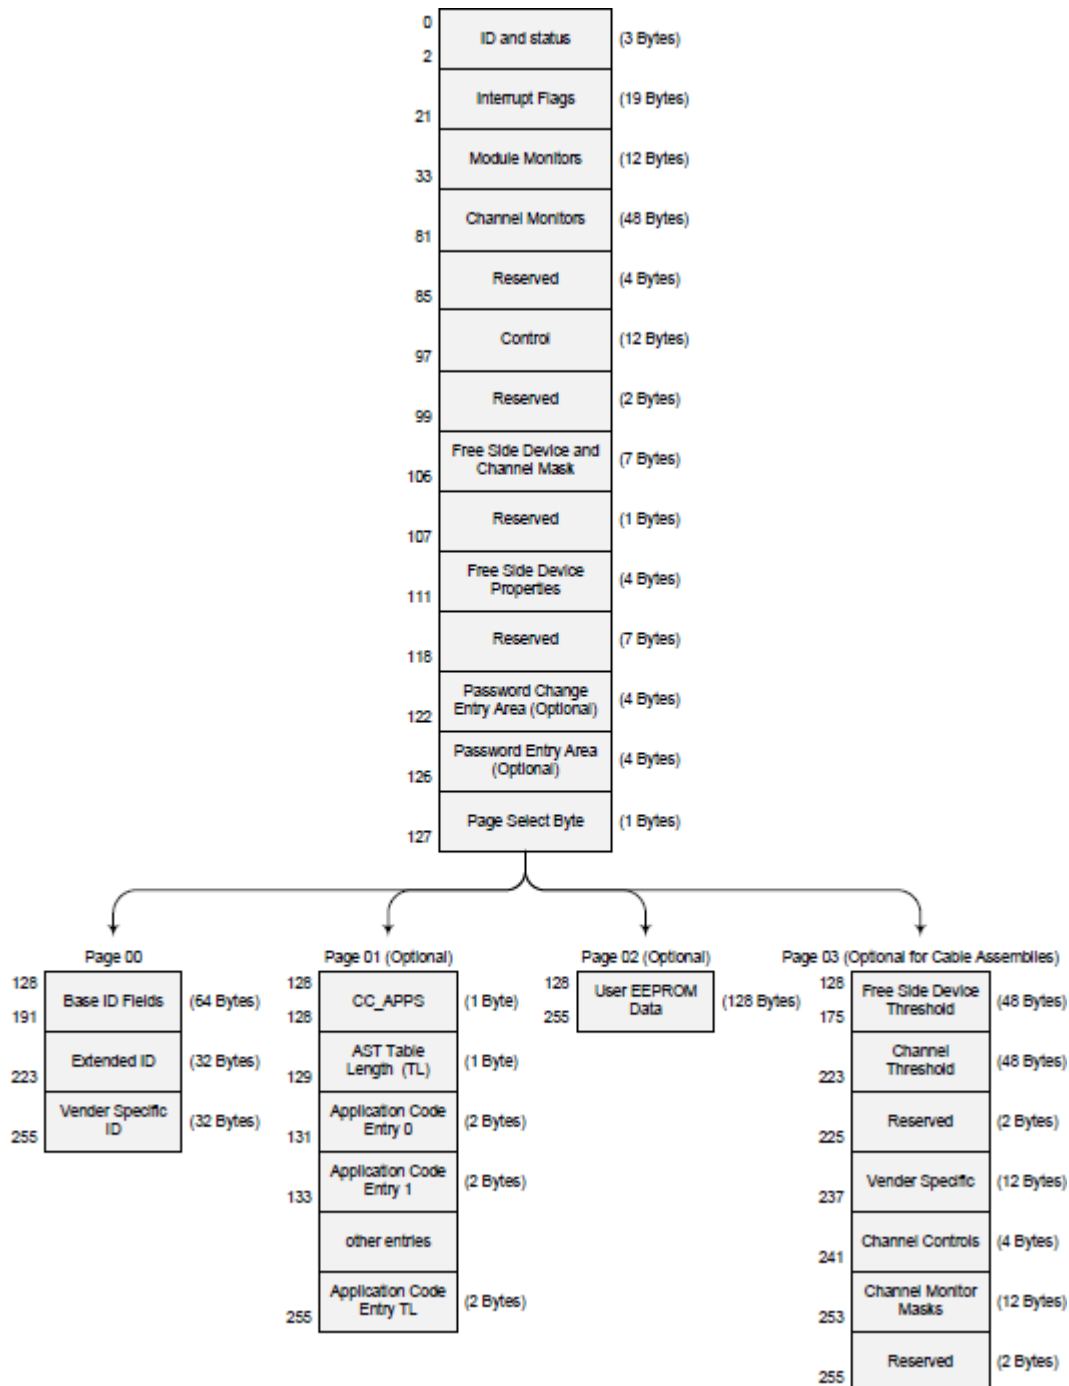 0
ID and status
(3 Bytes)
2
Interrupt Flags
(19 Bytes)
21
Module Monitors
(12 Bytes)
33
Channel Monitors
(48 Bytes)
81
Reserved
(4 Bytes)
85
Control
(12 Bytes)
97
Reserved
(2 Bytes)
99
Free Side Device and
Channel Mask
(7 Bytes)
106
Reserved
(1 Bytes)
107
Free Side Device
Properties
(4 Bytes)
111
Reserved
(7 Bytes)
118
Password Change
Entry Area (Optional)
(4 Bytes)
122
Password Entry Area
(Optional)
(4 Bytes)
126
Page Select Byte
(1 Bytes)
127
Page 00
128
Base ID Fields
(64 Bytes)
191
Extended ID
(32 Bytes)
223
Vender Specific
ID
(32 Bytes)
255
Page 01 (Optional)
128
CC_APPS
(1 Byte)
128
AST Table
Length (TL)
(1 Byte)
129
Application Code
Entry 0
(2 Bytes)
131
Application Code
Entry 1
(2 Bytes)
133
other entries
Application Code
Entry TL
(2 Bytes)
255
Page 02 (Optional)
128
User EEPROM
Data
(128 Bytes)
255
Page 03 (Optional for Cable Assemblies)
128
Free Side Device
Threshold
(48 Bytes)
175
Channel
Threshold
(48 Bytes)
223
Reserved
(2 Bytes)
225
Vender Specific
(12 Bytes)
237
Channel Controls
(4 Bytes)
241
Channel Monitor
Masks
(12 Bytes)
253
Reserved
(2 Bytes)
255